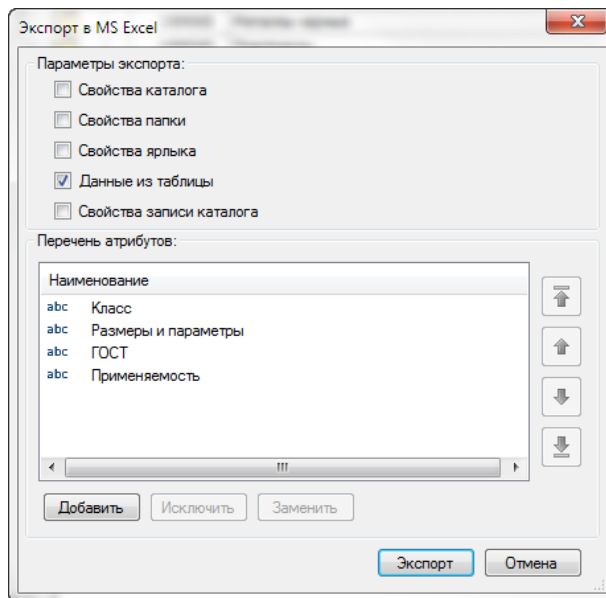 Экспорт в MS Excel
Параметры экспорта:
Свойства каталога
Свойства папки
Свойства ярлыка
Данные из таблицы
Свойства записи каталога
Перечень атрибутов:
Наименование
abc Класс
abc Размеры и параметры
abc ГОСТ
abc Применяемость
Добавить Исключить Заменить
Экспорт Отмена